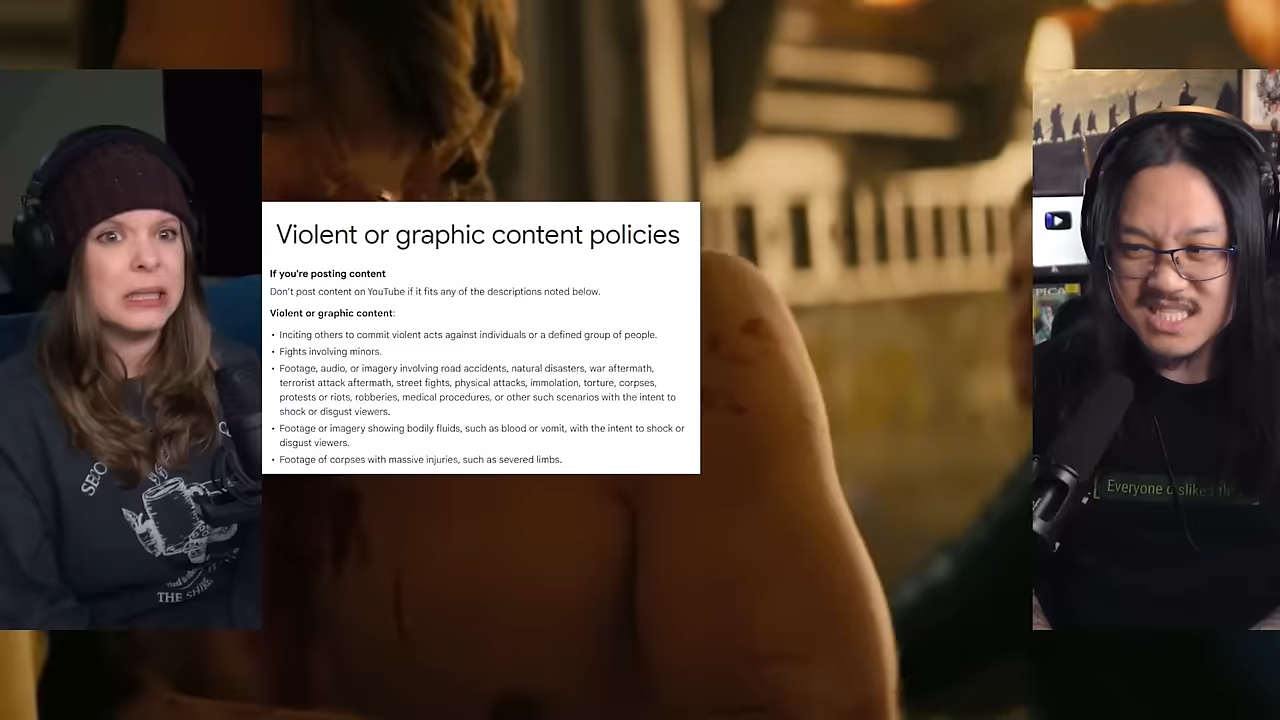 Violent or graphic content policies
If you're posting content
Don't post content on YouTube if it fits any of the descriptions noted below.
Violent or graphic content:
• Inciting others to commit violent acts against individuals or a defined group of people.
• Fights involving minors.
• Footage, audio, or imagery involving road accidents, natural disasters, war aftermath,
terrorist attack aftermath, street fights, physical attacks, immolation, torture, corpses,
protests or riots, robberies, medical procedures, or other such scenarios with the intent to
shock or disgust viewers.
• Footage or imagery showing bodily fluids, such as blood or vomit, with the intent to shock or
disgust viewers.
• Footage of corpses with massive injuries, such as severed limbs.
THE SHIRE
Everyone disliked